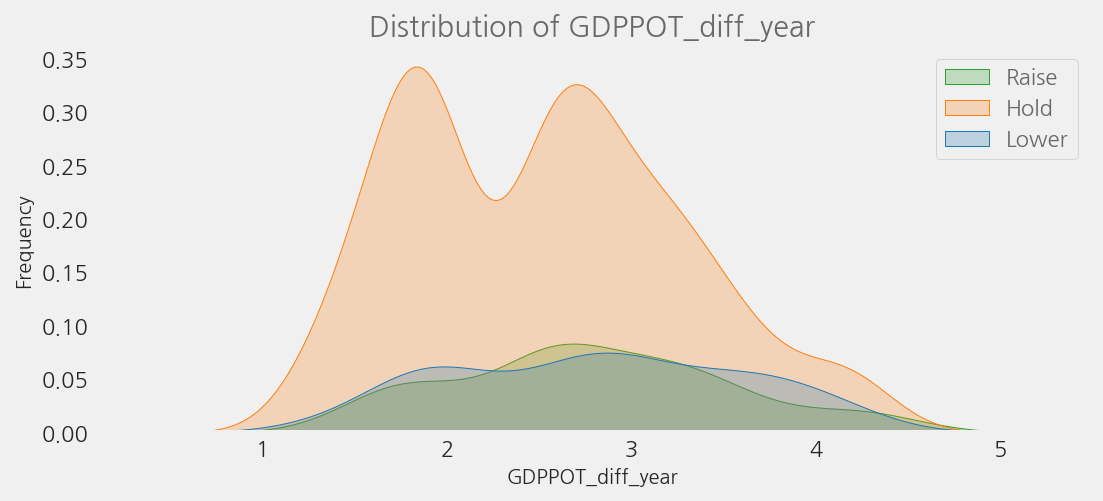 Distribution of GDPPOT_diff_year
0.35
0.30
0.25
0.20
0.15
0.10
0.05
0.00
Frequency
Raise
Hold
Lower
1 2 3 4 5
GDPPOT_diff_year